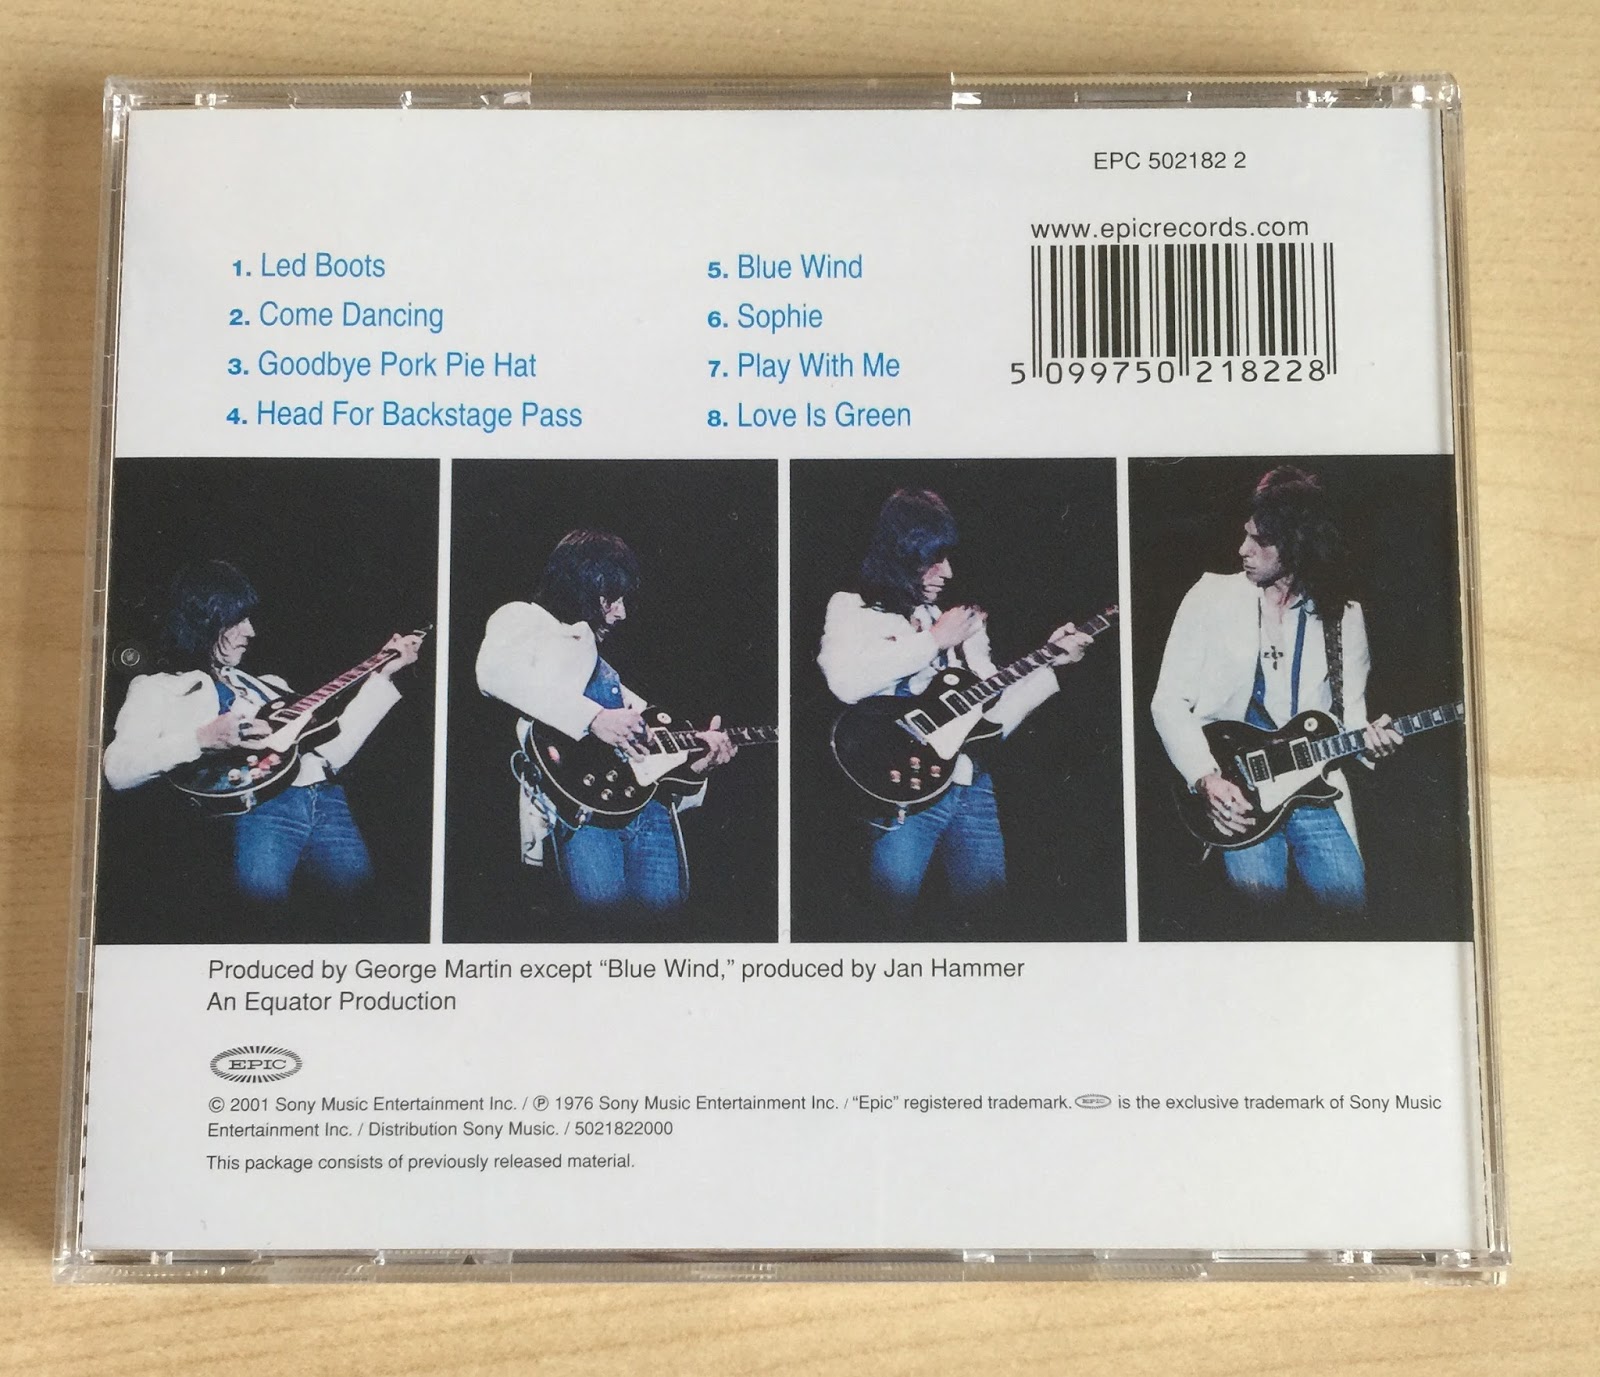 EPC 502182 2
www.epicrecords.com
5 099750 218228
1. Led Boots
2. Come Dancing
3. Goodbye Pork Pie Hat
4. Head For Backstage Pass
5. Blue Wind
6. Sophie
7. Play With Me
8. Love Is Green
Produced by George Martin except “Blue Wind,” produced by Jan Hammer
An Equator Production
EPIC
© 2001 Sony Music Entertainment Inc. / ℗ 1976 Sony Music Entertainment Inc. / “Epic” registered trademark. EPIC is the exclusive trademark of Sony Music
Entertainment Inc. / Distribution Sony Music. / 5021822000
This package consists of previously released material.